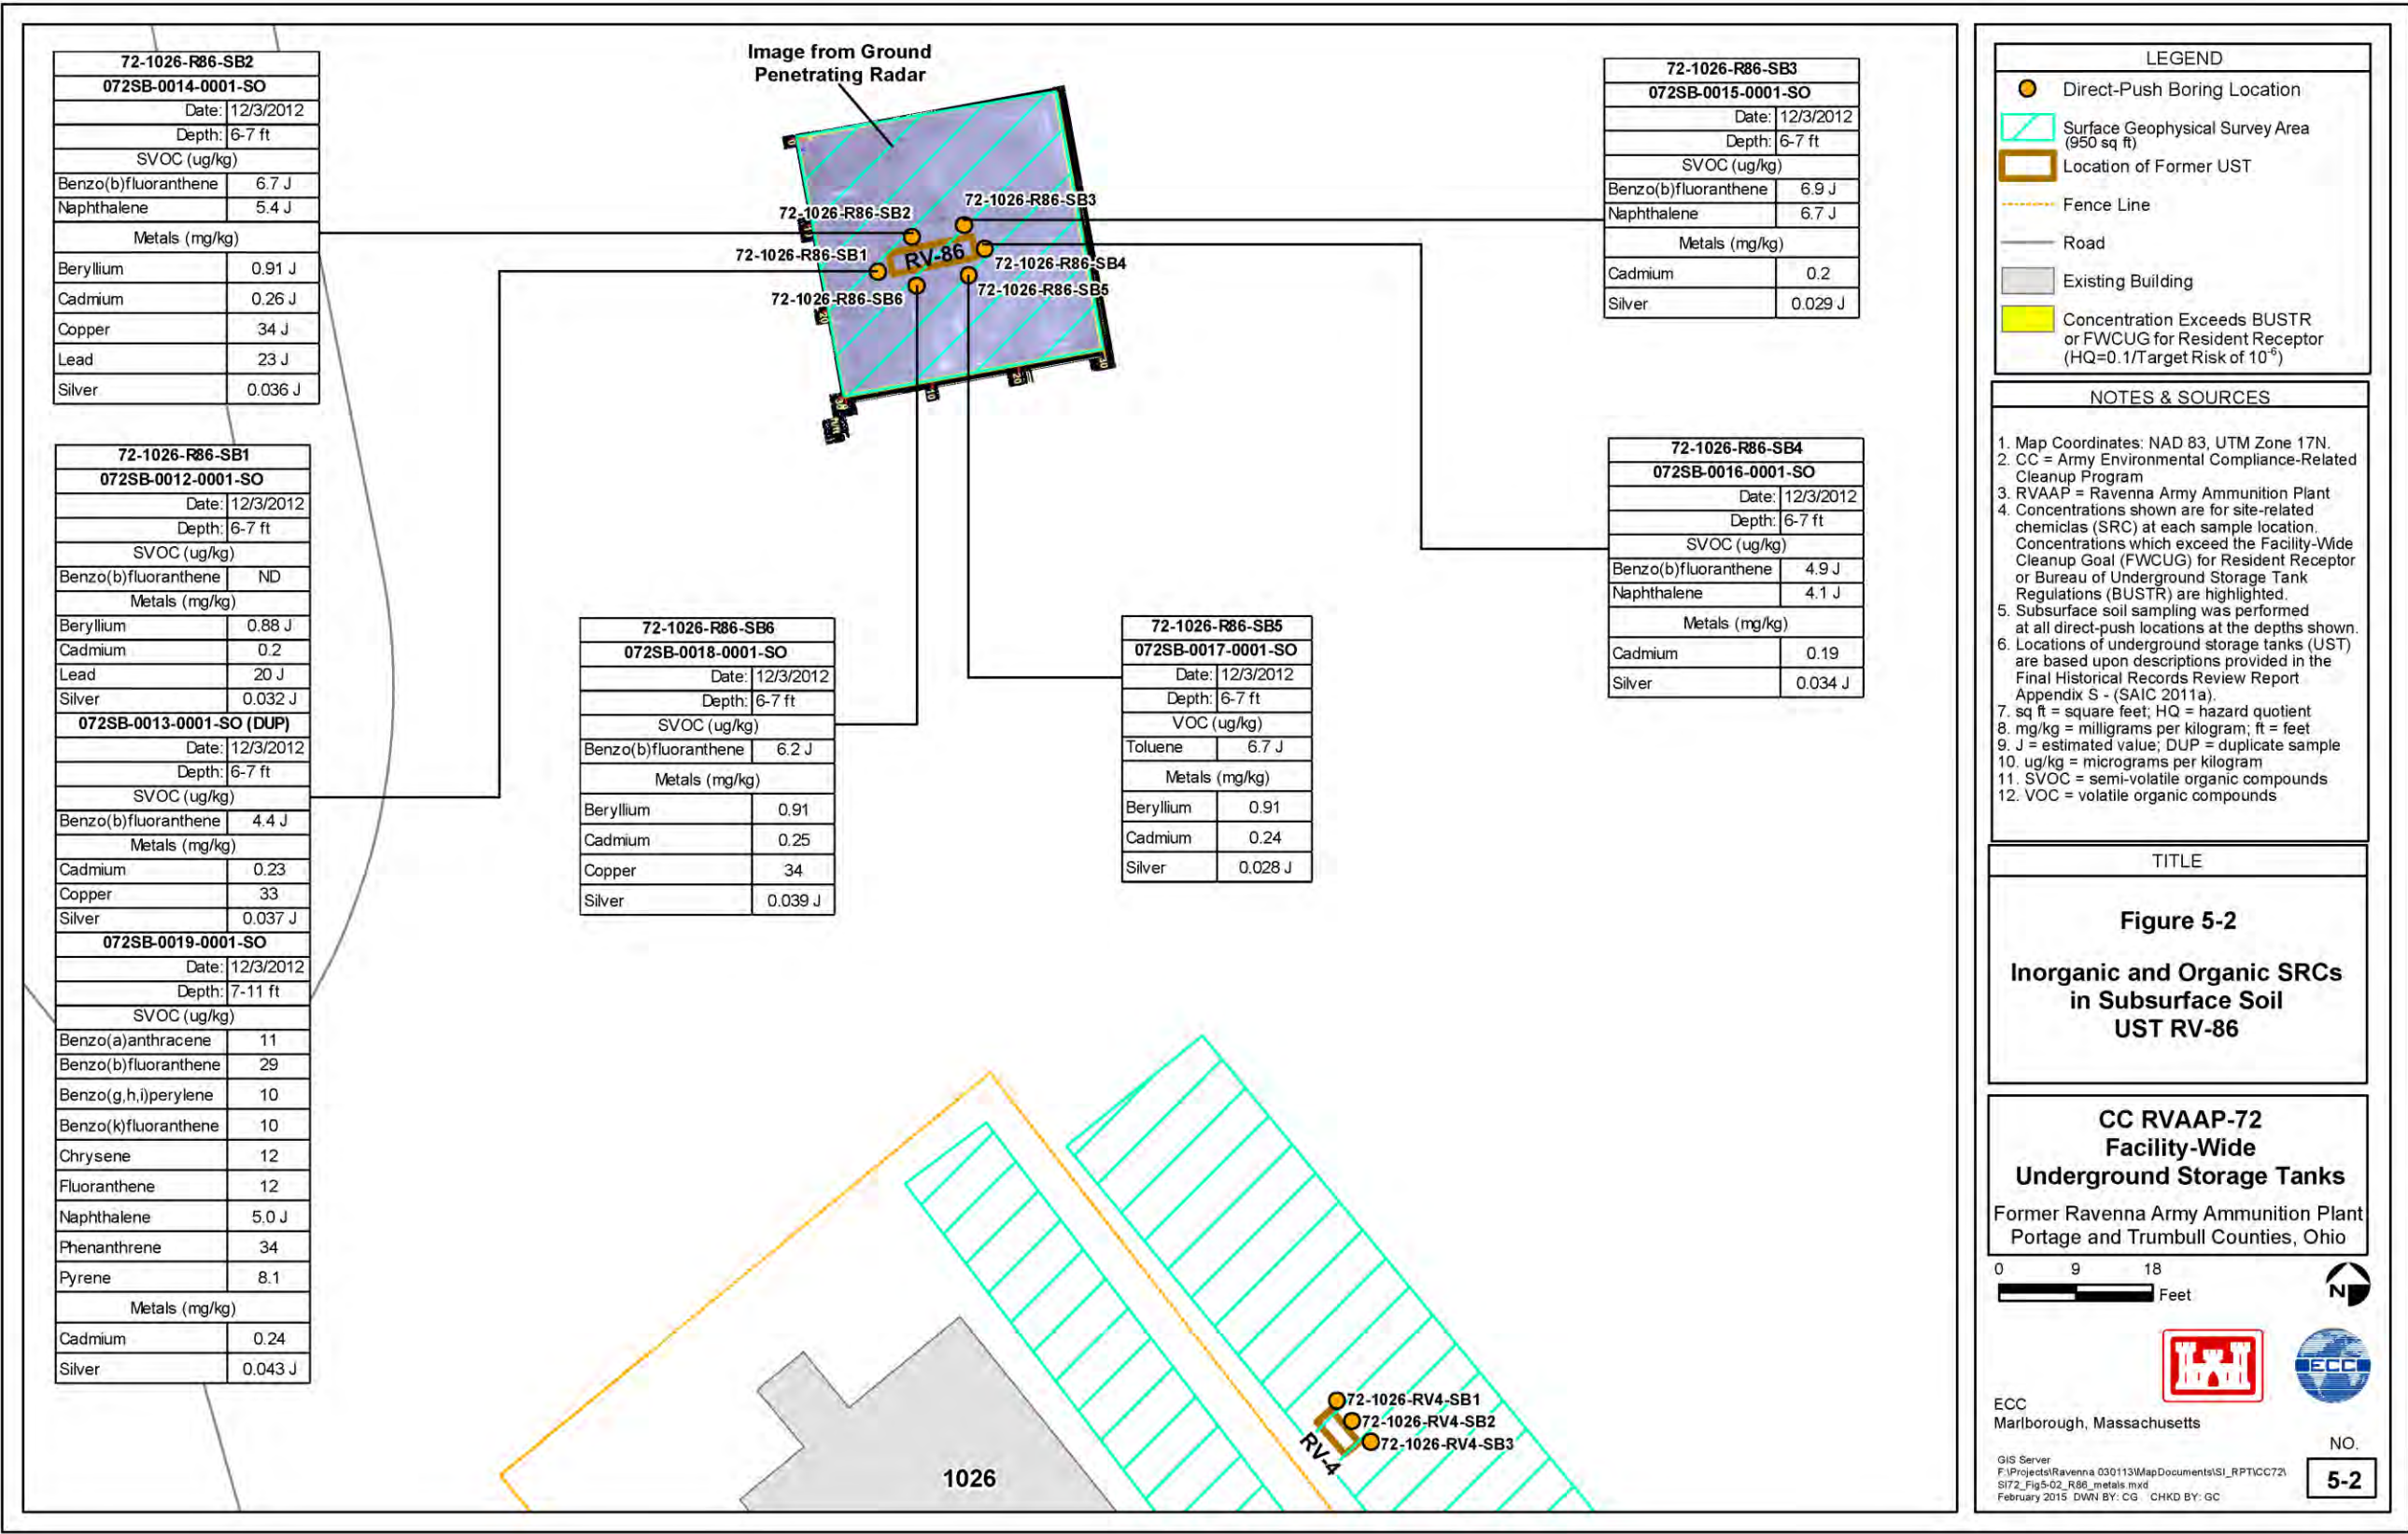 72-1026-R86-SB2
072SB-0014-0001-SO
Date: 12/3/2012
Depth: 6-7 ft
SVOC (ug/kg)
Benzo(b)fluoranthene 6.7 J
Naphthalene 5.4 J
Metals (mg/kg)
Beryllium 0.91 J
Cadmium 0.26 J
Copper 34 J
Lead 23 J
Silver 0.036 J
72-1026-R86-SB1
072SB-0012-0001-SO
Date: 12/3/2012
Depth: 6-7 ft
SVOC (ug/kg)
Benzo(b)fluoranthene ND
Metals (mg/kg)
Beryllium 0.88 J
Cadmium 0.2
Lead 20 J
Silver 0.032 J
072SB-0013-0001-SO (DUP)
Date: 12/3/2012
Depth: 6-7 ft
SVOC (ug/kg)
Benzo(b)fluoranthene 4.4 J
Metals (mg/kg)
Cadmium 0.23
Copper 33
Silver 0.037 J
072SB-0019-0001-SO
Date: 12/3/2012
Depth: 7-11 ft
SVOC (ug/kg)
Benzo(a)anthracene 11
Benzo(b)fluoranthene 29
Benzo(g,h,i)perylene 10
Benzo(k)fluoranthene 10
Chrysene 12
Fluoranthene 12
Naphthalene 5.0 J
Phenanthrene 34
Pyrene 8.1
Metals (mg/kg)
Cadmium 0.24
Silver 0.043 J
Image from Ground
Penetrating Radar
0
20
10
20
30
72-1026-R86-SB2
72-1026-R86-SB3
72-1026-R86-SB1
RV-86
72-1026-R86-SB4
72-1026-R86-SB6
72-1026-R86-SB5
72-1026-R86-SB6
072SB-0018-0001-SO
Date: 12/3/2012
Depth: 6-7 ft
SVOC (ug/kg)
Benzo(b)fluoranthene 6.2 J
Metals (mg/kg)
Beryllium 0.91
Cadmium 0.25
Copper 34
Silver 0.039 J
72-1026-R86-SB5
072SB-0017-0001-SO
Date: 12/3/2012
Depth: 6-7 ft
VOC (ug/kg)
Toluene 6.7 J
Metals (mg/kg)
Beryllium 0.91
Cadmium 0.24
Silver 0.028 J
72-1026-R86-SB3
072SB-0015-0001-SO
Date: 12/3/2012
Depth: 6-7 ft
SVOC (ug/kg)
Benzo(b)fluoranthene 6.9 J
Naphthalene 6.7 J
Metals (mg/kg)
Cadmium 0.2
Silver 0.029 J
72-1026-R86-SB4
072SB-0016-0001-SO
Date: 12/3/2012
Depth: 6-7 ft
SVOC (ug/kg)
Benzo(b)fluoranthene 4.9 J
Naphthalene 4.1 J
Metals (mg/kg)
Cadmium 0.19
Silver 0.034 J
72-1026-RV4-SB1
72-1026-RV4-SB2
72-1026-RV4-SB3
RV-4
1026
LEGEND
Direct-Push Boring Location
Surface Geophysical Survey Area
(950 sq ft)
Location of Former UST
Fence Line
Road
Existing Building
Concentration Exceeds BUSTR
or FWCUG for Resident Receptor
(HQ=0.1/Target Risk of 10⁻⁶)
NOTES & SOURCES
1. Map Coordinates: NAD 83, UTM Zone 17N.
2. CC = Army Environmental Compliance-Related
Cleanup Program
3. RVAAP = Ravenna Army Ammunition Plant
4. Concentrations shown are for site-related
chemiclas (SRC) at each sample location.
Concentrations which exceed the Facility-Wide
Cleanup Goal (FWCUG) for Resident Receptor
or Bureau of Underground Storage Tank
Regulations (BUSTR) are highlighted.
5. Subsurface soil sampling was performed
at all direct-push locations at the depths shown.
6. Locations of underground storage tanks (UST)
are based upon descriptions provided in the
Final Historical Records Review Report
Appendix S - (SAIC 2011a).
7. sq ft = square feet; HQ = hazard quotient
8. mg/kg = milligrams per kilogram; ft = feet
9. J = estimated value; DUP = duplicate sample
10. ug/kg = micrograms per kilogram
11. SVOC = semi-volatile organic compounds
12. VOC = volatile organic compounds
TITLE
Figure 5-2
Inorganic and Organic SRCs
in Subsurface Soil
UST RV-86
CC RVAAP-72
Facility-Wide
Underground Storage Tanks
Former Ravenna Army Ammunition Plant
Portage and Trumbull Counties, Ohio
0 9 18
Feet
N
ECC
ECC
Marlborough, Massachusetts
GIS Server
F:\Projects\Ravenna 030113\MapDocuments\SI_RPT\CC72\
SI72_Fig5-02_R86_metals.mxd
February 2015 DWN BY: CG CHKD BY: GC
NO.
5-2